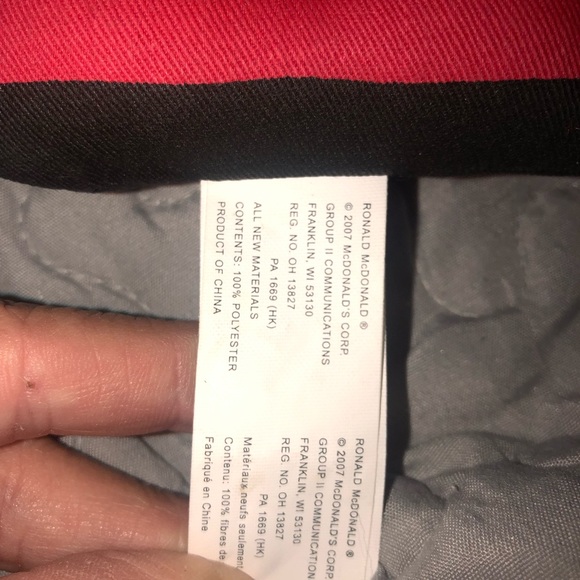 RONALD McDONALD ®
© 2007 McDONALD'S CORP.
GROUP II COMMUNICATIONS
FRANKLIN, WI 53130
REG. NO. OH 13827
PA 1669 (HK)
ALL NEW MATERIALS
CONTENTS: 100% POLYESTER
PRODUCT OF CHINA
RONALD McDONALD ®
© 2007 McDONALD'S CORP.
GROUP II COMMUNICATION
FRANKLIN, WI 53130
REG. NO. OH 13827
PA 1669 (HK)
Matériaux neufs seulement
Contenu: 100% fibres de
Fabriqué en Chine